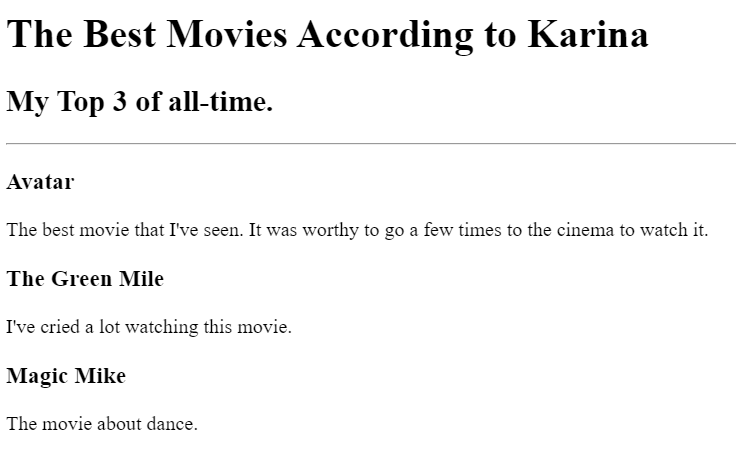 The Best Movies According to Karina
My Top 3 of all-time.
Avatar
The best movie that I've seen. It was worthy to go a few times to the cinema to watch it.
The Green Mile
I've cried a lot watching this movie.
Magic Mike
The movie about dance.